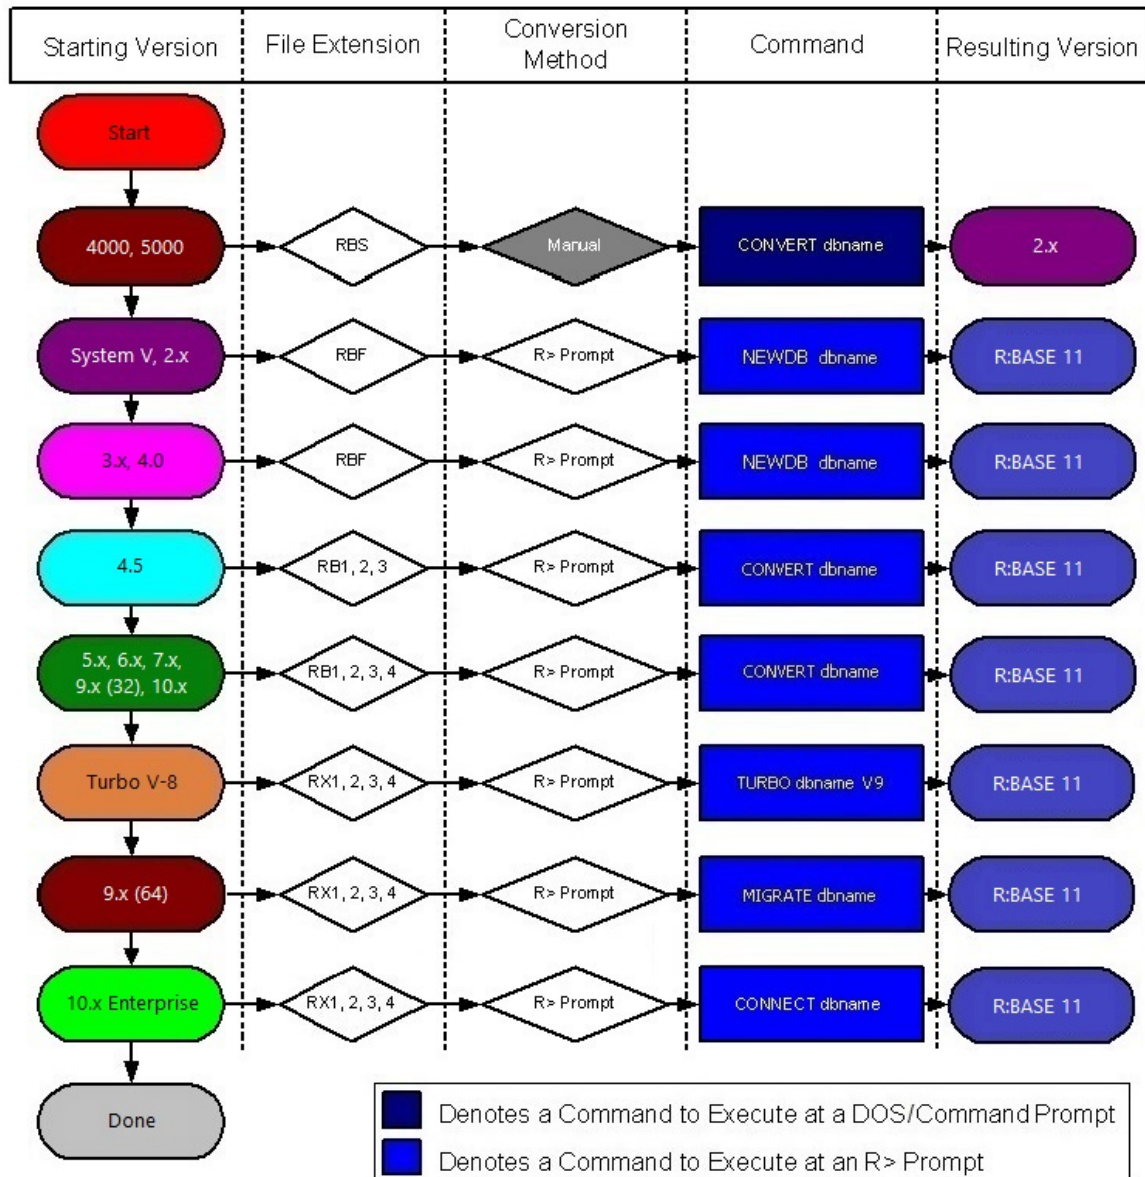 Starting Version
File Extension
Conversion
Method
Command
Resulting Version
Start
4000, 5000
RBS
Manual
CONVERT dbname
2.x
System V, 2.x
RBF
R> Prompt
NEWDB dbname
R:BASE 11
3.x, 4.0
RBF
R> Prompt
NEWDB dbname
R:BASE 11
4.5
RB1, 2, 3
R> Prompt
CONVERT dbname
R:BASE 11
5.x, 6.x, 7.x,
9.x (32), 10.x
RB1, 2, 3, 4
R> Prompt
CONVERT dbname
R:BASE 11
Turbo V-8
RX1, 2, 3, 4
R> Prompt
TURBO dbname V9
R:BASE 11
9.x (64)
RX1, 2, 3, 4
R> Prompt
MIGRATE dbname
R:BASE 11
10.x Enterprise
RX1, 2, 3, 4
R> Prompt
CONNECT dbname
R:BASE 11
Done
Denotes a Command to Execute at a DOS/Command Prompt
Denotes a Command to Execute at an R> Prompt